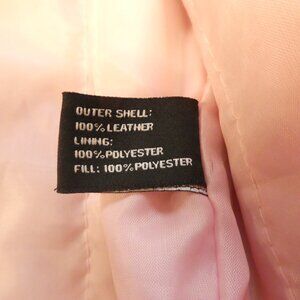 OUTER SHELL:
100% LEATHER
LINING:
100% POLYESTER
FILL: 100% POLYESTER